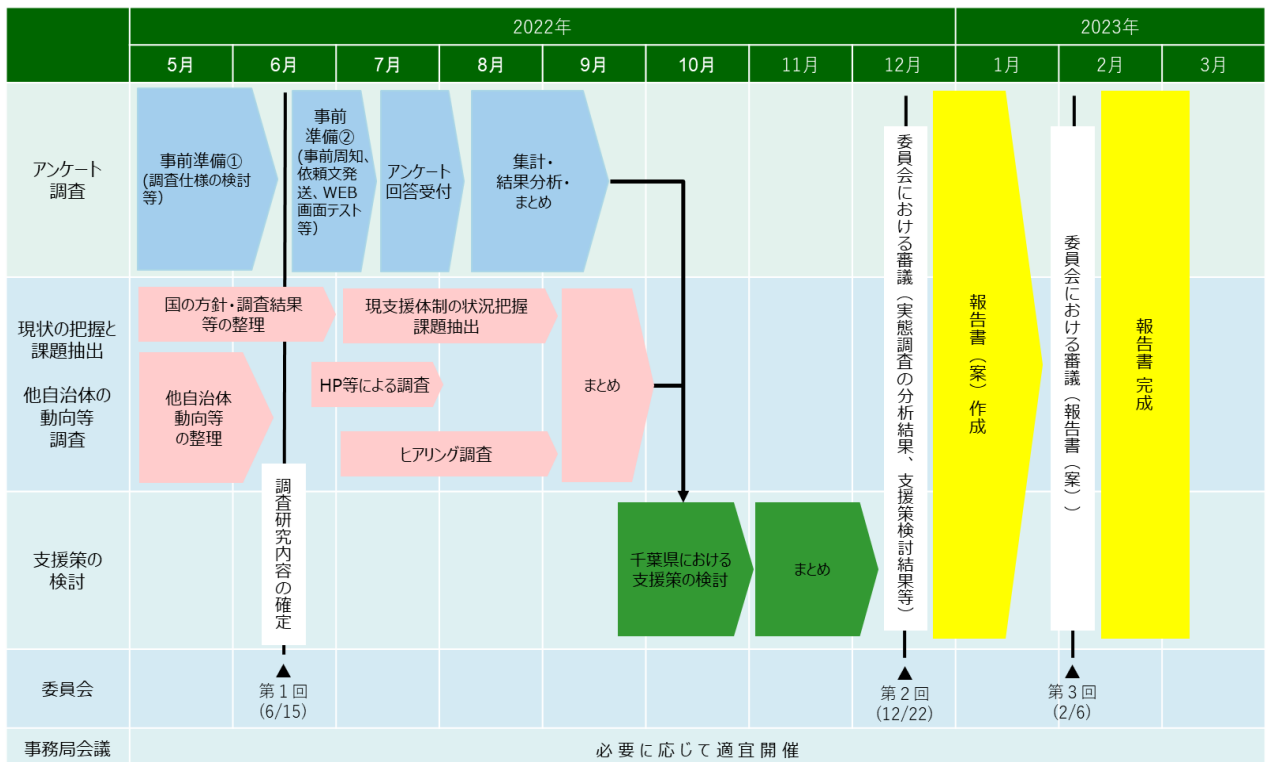 2022年
2023年
5月
6月
7月
8月
9月
10月
11月
12月
1月
2月
3月
アンケート
調査
事前準備①
(調査仕様の検討
等)
事前
準備②
(事前周知、
依頼文発
送、WEB
画面テスト
等)
アンケート
回答受付
集計・
結果分析・
まとめ
現状の把握と
課題抽出
他自治体の
動向等
調査
国の方針・調査結果
等の整理
現支援体制の状況把握
課題抽出
他自治体
動向等
の整理
HP等による調査
ヒアリング調査
まとめ
調査研究内容の確定
支援策の
検討
千葉県における
支援策の検討
まとめ
委員会における審議（実態調査の分析結果、支援策検討結果等）
報告書（案）作成
委員会における審議（報告書（案））
報告書 完成
委員会
▲
第1回
(6/15)
▲
第2回
(12/22)
▲
第3回
(2/6)
事務局会議
必要に応じて適宜開催